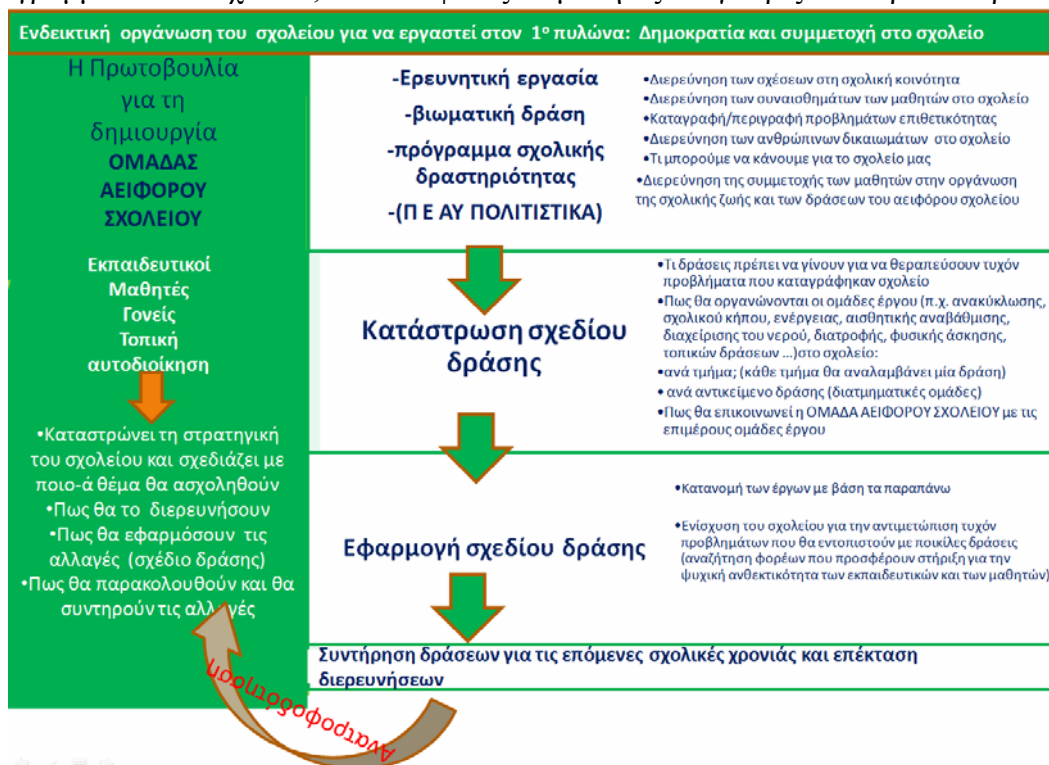 Ενδεικτική οργάνωση του σχολείου για να εργαστεί στον 1ο πυλώνα: Δημοκρατία και συμμετοχή στο σχολείο
Η Πρωτοβουλία
για τη
δημιουργία
ΟΜΑΔΑΣ
ΑΕΙΦΟΡΟΥ
ΣΧΟΛΕΙΟΥ
Εκπαιδευτικοί
Μαθητές
Γονείς
Τοπική
αυτοδιοίκηση
•Καταστρώνει τη στρατηγική
του σχολείου και σχεδιάζει με
ποιο-ά θέμα θα ασχοληθούν
•Πως θα το διερευνήσουν
•Πως θα εφαρμόσουν τις
αλλαγές (σχέδιο δράσης)
•Πως θα παρακολουθούν και θα
συντηρούν τις αλλαγές
-Ερευνητική εργασία
-βιωματική δράση
-πρόγραμμα σχολικής
δραστηριότητας
-(Π Ε ΑΥ ΠΟΛΙΤΙΣΤΙΚΑ)
•Διερεύνηση των σχέσεων στη σχολική κοινότητα
•Διερεύνηση των συναισθημάτων των μαθητών στο σχολείο
•Καταγραφή/περιγραφή προβλημάτων επιθετικότητας
•Διερεύνηση των ανθρώπινων δικαιωμάτων στο σχολείο
•Τι μπορούμε να κάνουμε για το σχολείο μας
•Διερεύνηση της συμμετοχής των μαθητών στην οργάνωση
της σχολικής ζωής και των δράσεων του αειφόρου σχολείου
Κατάστρωση σχεδίου
δράσης
•Τι δράσεις πρέπει να γίνουν για να θεραπεύσουν τυχόν
προβλήματα που καταγράφηκαν σχολείο
•Πως θα οργανώνονται οι ομάδες έργου (π.χ. ανακύκλωσης,
σχολικού κήπου, ενέργειας, αισθητικής αναβάθμισης,
διαχείρισης του νερού, διατροφής, φυσικής άσκησης,
τοπικών δράσεων ...)στο σχολείο:
•ανά τμήμα; (κάθε τμήμα θα αναλαμβάνει μία δράση)
• ανά αντικείμενο δράσης (διατμηματικές ομάδες)
•Πως θα επικοινωνεί η ΟΜΑΔΑ ΑΕΙΦΟΡΟΥ ΣΧΟΛΕΙΟΥ με τις
επιμέρους ομάδες έργου
Εφαρμογή σχεδίου δράσης
•Κατανομή των έργων με βάση τα παραπάνω
•Ενίσχυση του σχολείου για την αντιμετώπιση τυχόν
προβλημάτων που θα εντοπιστούν με ποικίλες δράσεις
(αναζήτηση φορέων που προσφέρουν στήριξη για την
ψυχική ανθεκτικότητα των εκπαιδευτικών και των μαθητών)
Συντήρηση δράσεων για τις επόμενες σχολικές χρονιάς και επέκταση
διερευνήσεων
Ανατροφοδότηση